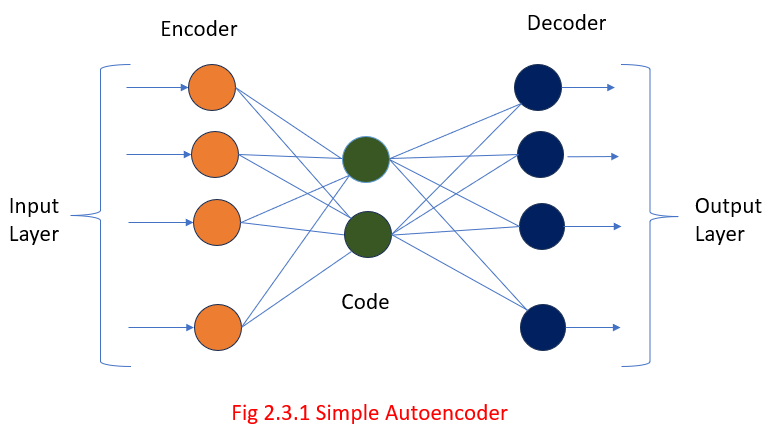 Encoder
Decoder
Input
Layer
Output
Layer
Code
Fig 2.3.1 Simple Autoencoder